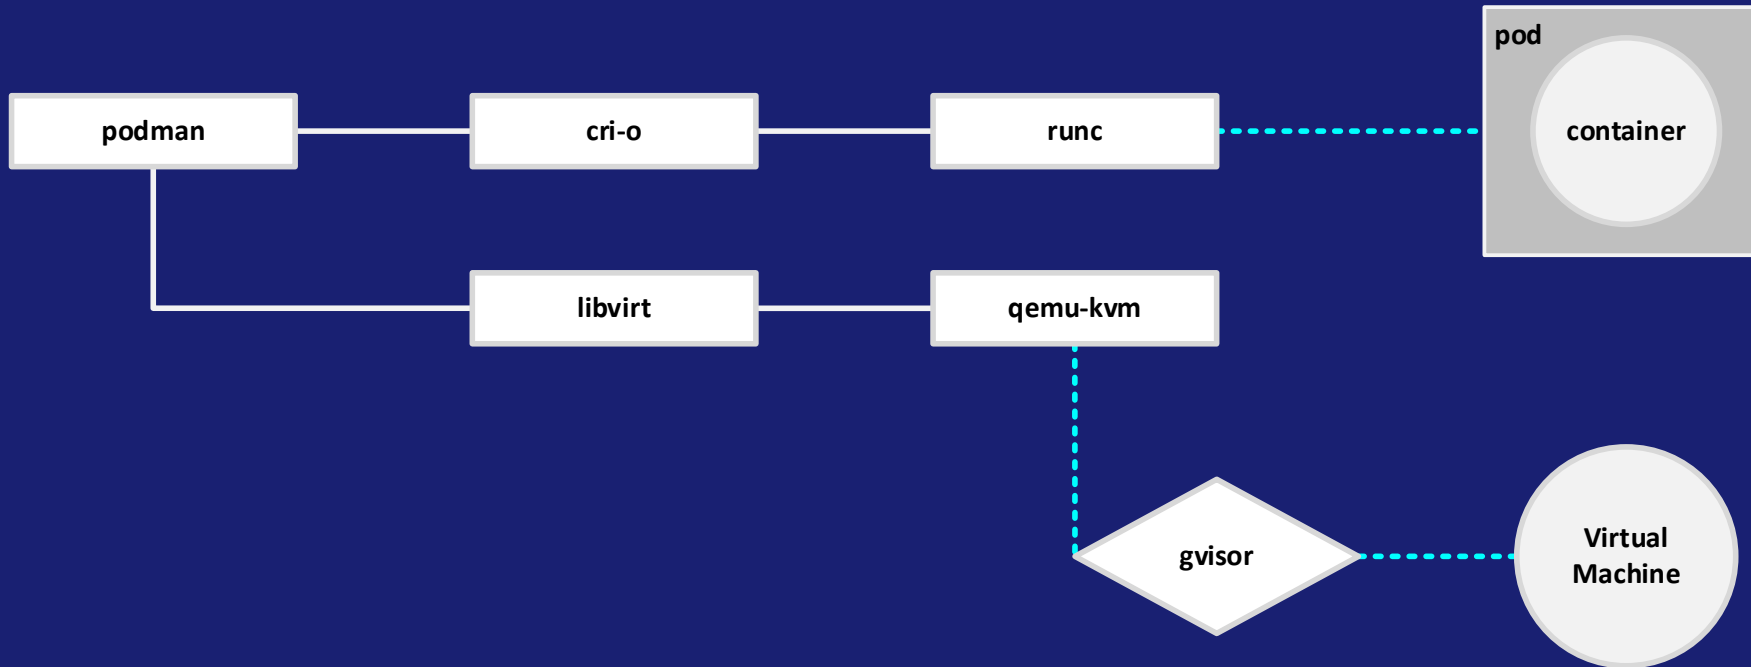 pod
podman
cri-o
runc
container
libvirt
qemu-kvm
gvisor
Virtual
Machine